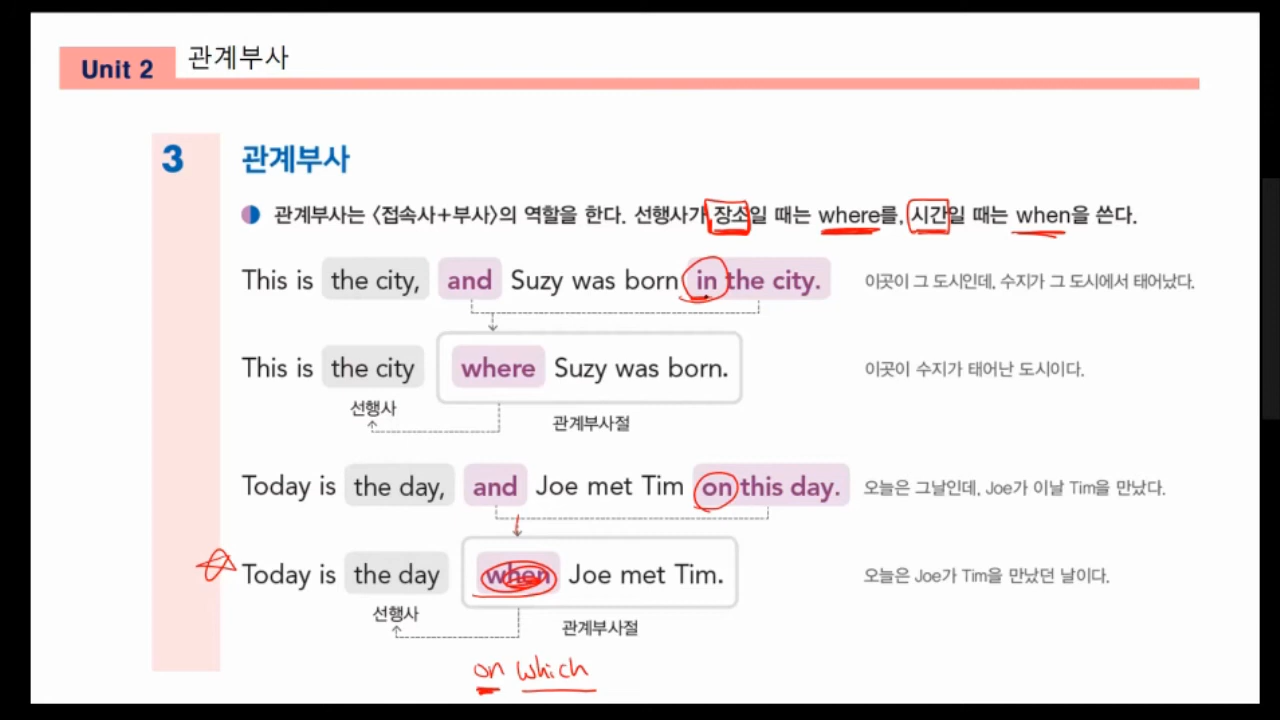 Unit 2 관계부사
3 관계부사
관계부사는 〈접속사+부사〉의 역할을 한다. 선행사가 장소일 때는 where를, 시간일 때는 when을 쓴다.
This is the city, and Suzy was born in the city. 이곳이 그 도시인데, 수지가 그 도시에서 태어났다.
This is the city where Suzy was born. 이곳이 수지가 태어난 도시이다.
선행사 관계부사절
Today is the day, and Joe met Tim on this day. 오늘은 그날인데, Joe가 이날 Tim을 만났다.
Today is the day when Joe met Tim. 오늘은 Joe가 Tim을 만났던 날이다.
선행사 관계부사절
on which